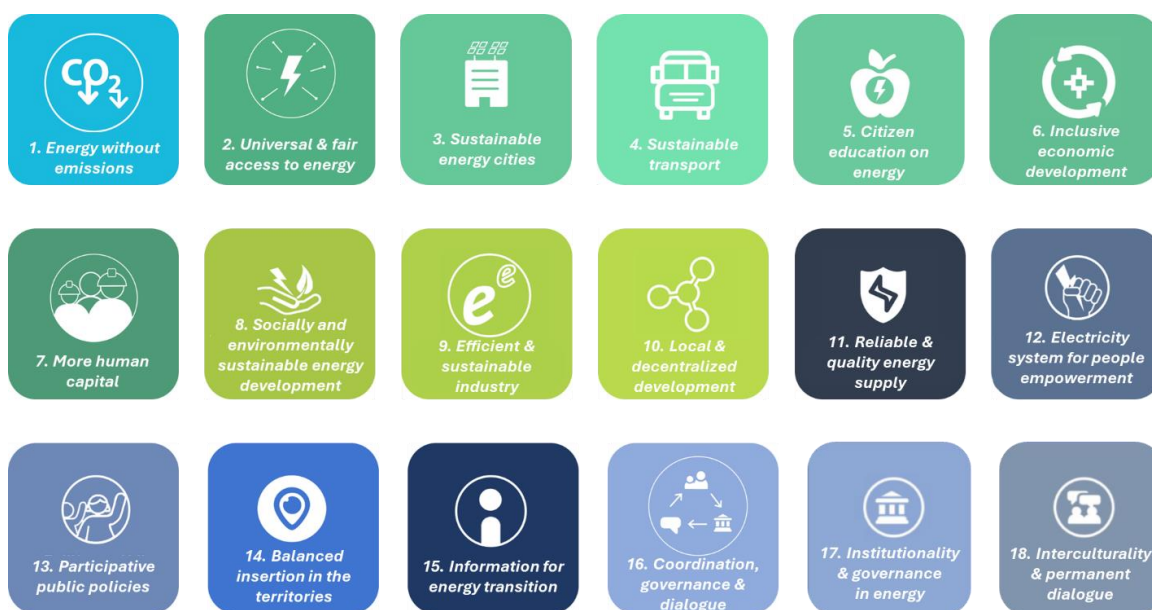 CO2
1. Energy without
emissions
2. Universal & fair
access to energy
3. Sustainable
energy cities
4. Sustainable
transport
5. Citizen
education on
energy
6. Inclusive
economic
development
7. More human
capital
8. Socially and
environmentally
sustainable energy
development
e e
9. Efficient &
sustainable
industry
10. Local &
decentralized
development
11. Reliable &
quality energy
supply
12. Electricity
system for people
empowerment
13. Participative
public policies
14. Balanced
insertion in the
territories
15. Information for
energy transition
16. Coordination,
governance &
dialogue
17. Institutionality
& governance
in energy
18. Interculturality
& permanent
dialogue